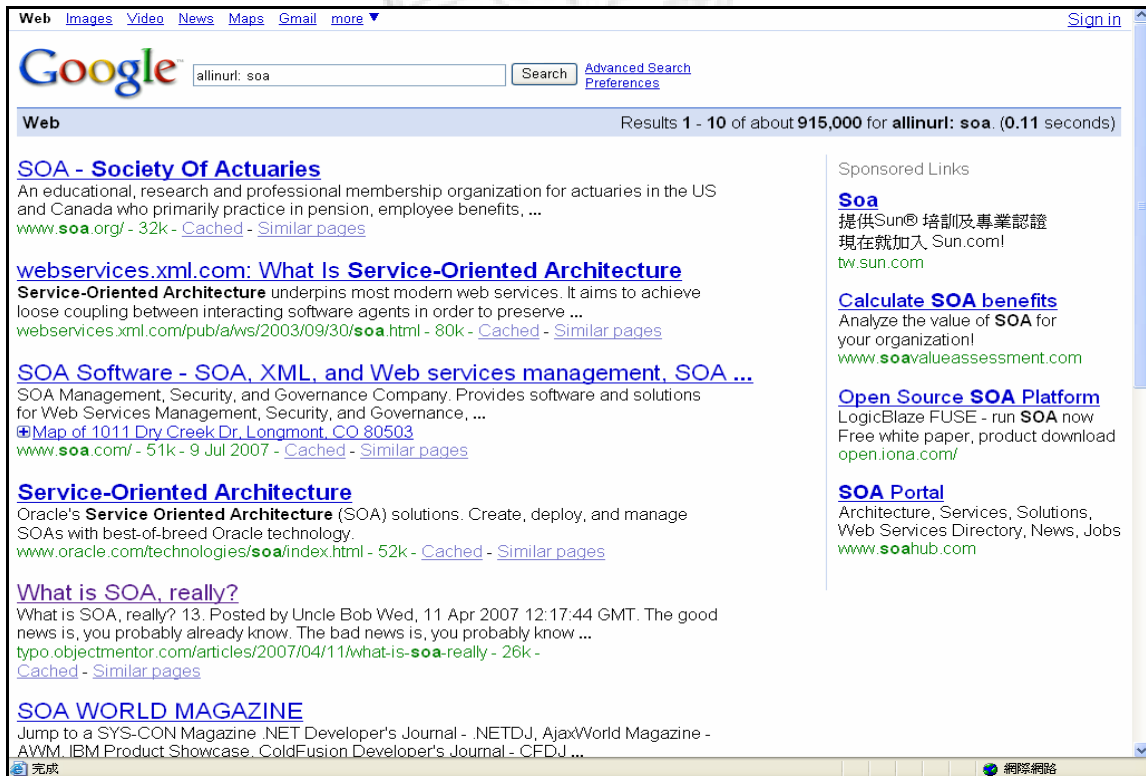 Web Images Video News Maps Gmail more ▼ Sign in
Google™ allinurl: soa Search Advanced Search
Preferences
Web Results 1 - 10 of about 915,000 for allinurl: soa. (0.11 seconds)
SOA - Society Of Actuaries
An educational, research and professional membership organization for actuaries in the US
and Canada who primarily practice in pension, employee benefits, ...
www.soa.org/ - 32k - Cached - Similar pages
webservices.xml.com: What Is Service-Oriented Architecture
Service-Oriented Architecture underpins most modern web services. It aims to achieve
loose coupling between interacting software agents in order to preserve ...
webservices.xml.com/pub/a/ws/2003/09/30/soa.html - 80k - Cached - Similar pages
SOA Software - SOA, XML, and Web services management, SOA ...
SOA Management, Security, and Governance Company. Provides software and solutions
for Web Services Management, Security, and Governance, ...
Map of 1011 Dry Creek Dr, Longmont, CO 80503
www.soa.com/ - 51k - 9 Jul 2007 - Cached - Similar pages
Service-Oriented Architecture
Oracle's Service Oriented Architecture (SOA) solutions. Create, deploy, and manage
SOAs with best-of-breed Oracle technology.
www.oracle.com/technologies/soa/index.html - 52k - Cached - Similar pages
What is SOA, really?
What is SOA, really? 13. Posted by Uncle Bob Wed, 11 Apr 2007 12:17:44 GMT. The good
news is, you probably already know. The bad news is, you probably know ...
typo.objectmentor.com/articles/2007/04/11/what-is-soa-really - 26k -
Cached - Similar pages
SOA WORLD MAGAZINE
Jump to a SYS-CON Magazine .NET Developer's Journal - .NETDJ, AjaxWorld Magazine -
AWM, IBM Product Showcase, ColdFusion Developer's Journal - CFDJ ...
Sponsored Links
Soa
提供Sun® 培訓及專業認證
現在就加入 Sun.com!
tw.sun.com
Calculate SOA benefits
Analyze the value of SOA for
your organization!
www.soavalueassessment.com
Open Source SOA Platform
LogicBlaze FUSE - run SOA now
Free white paper, product download
open.iona.com/
SOA Portal
Architecture, Services, Solutions,
Web Services Directory, News, Jobs
www.soahub.com
完成 網際網路